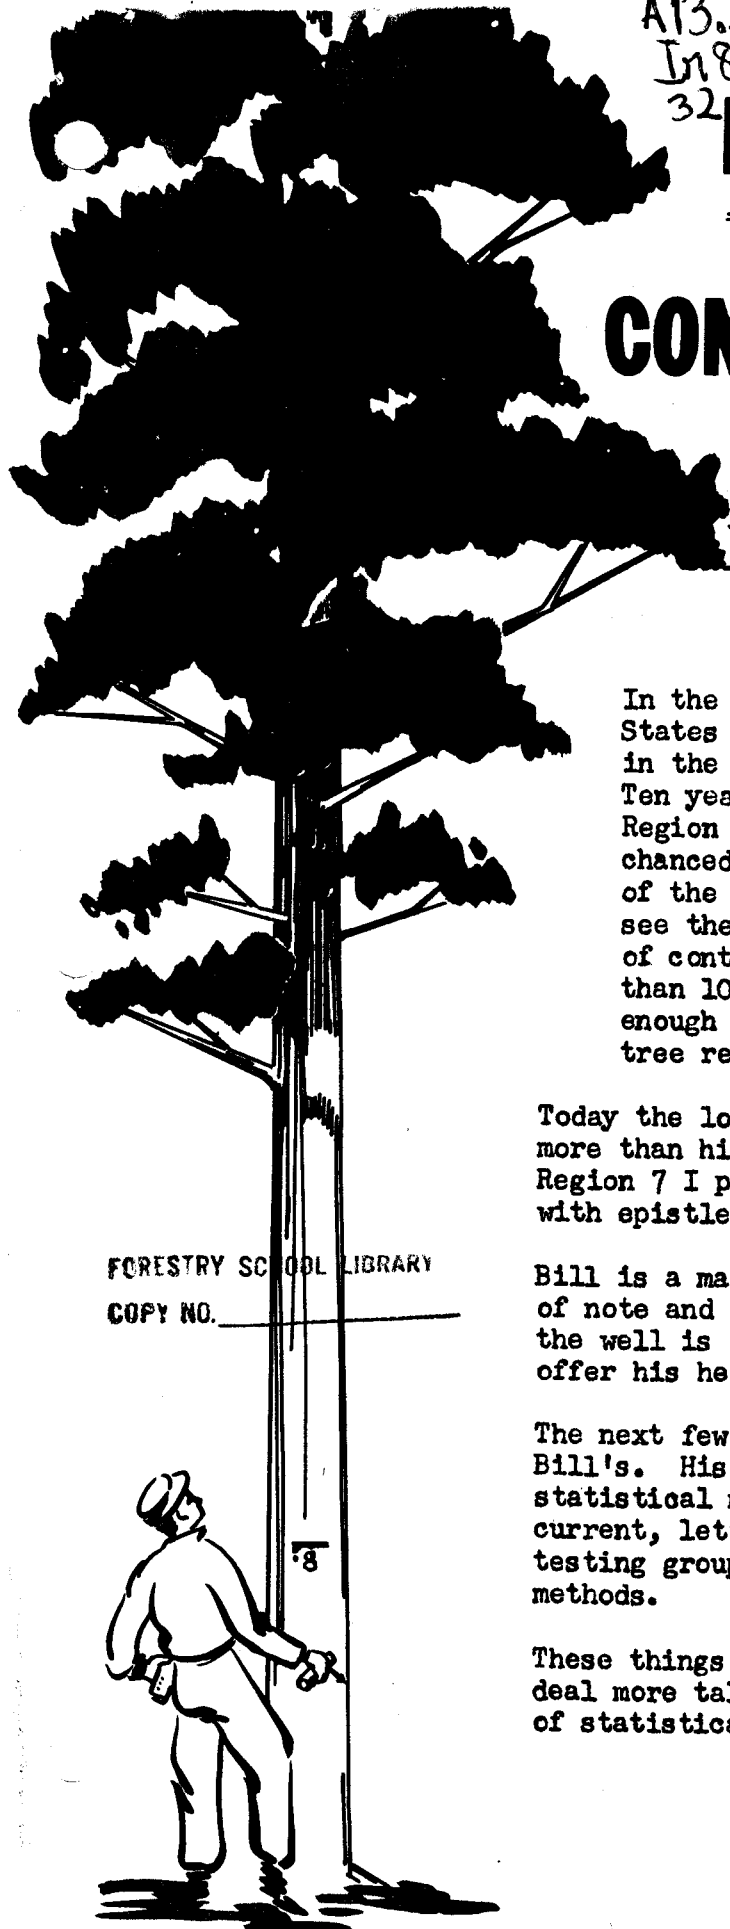 A13.
In8
32
CON
In the
States
in the
Ten yea
Region
chanced
of the
see the
of cont
than 10
enough
tree re
Today the lo
more than hi
Region 7 I p
with epistle
Bill is a ma
of note and
the well is
offer his he
The next few
Bill's. His
statistical
current, let
testing group
methods.
These things
deal more tal
of statistica
FORESTRY SCHOOL LIBRARY
COPY NO.
.8